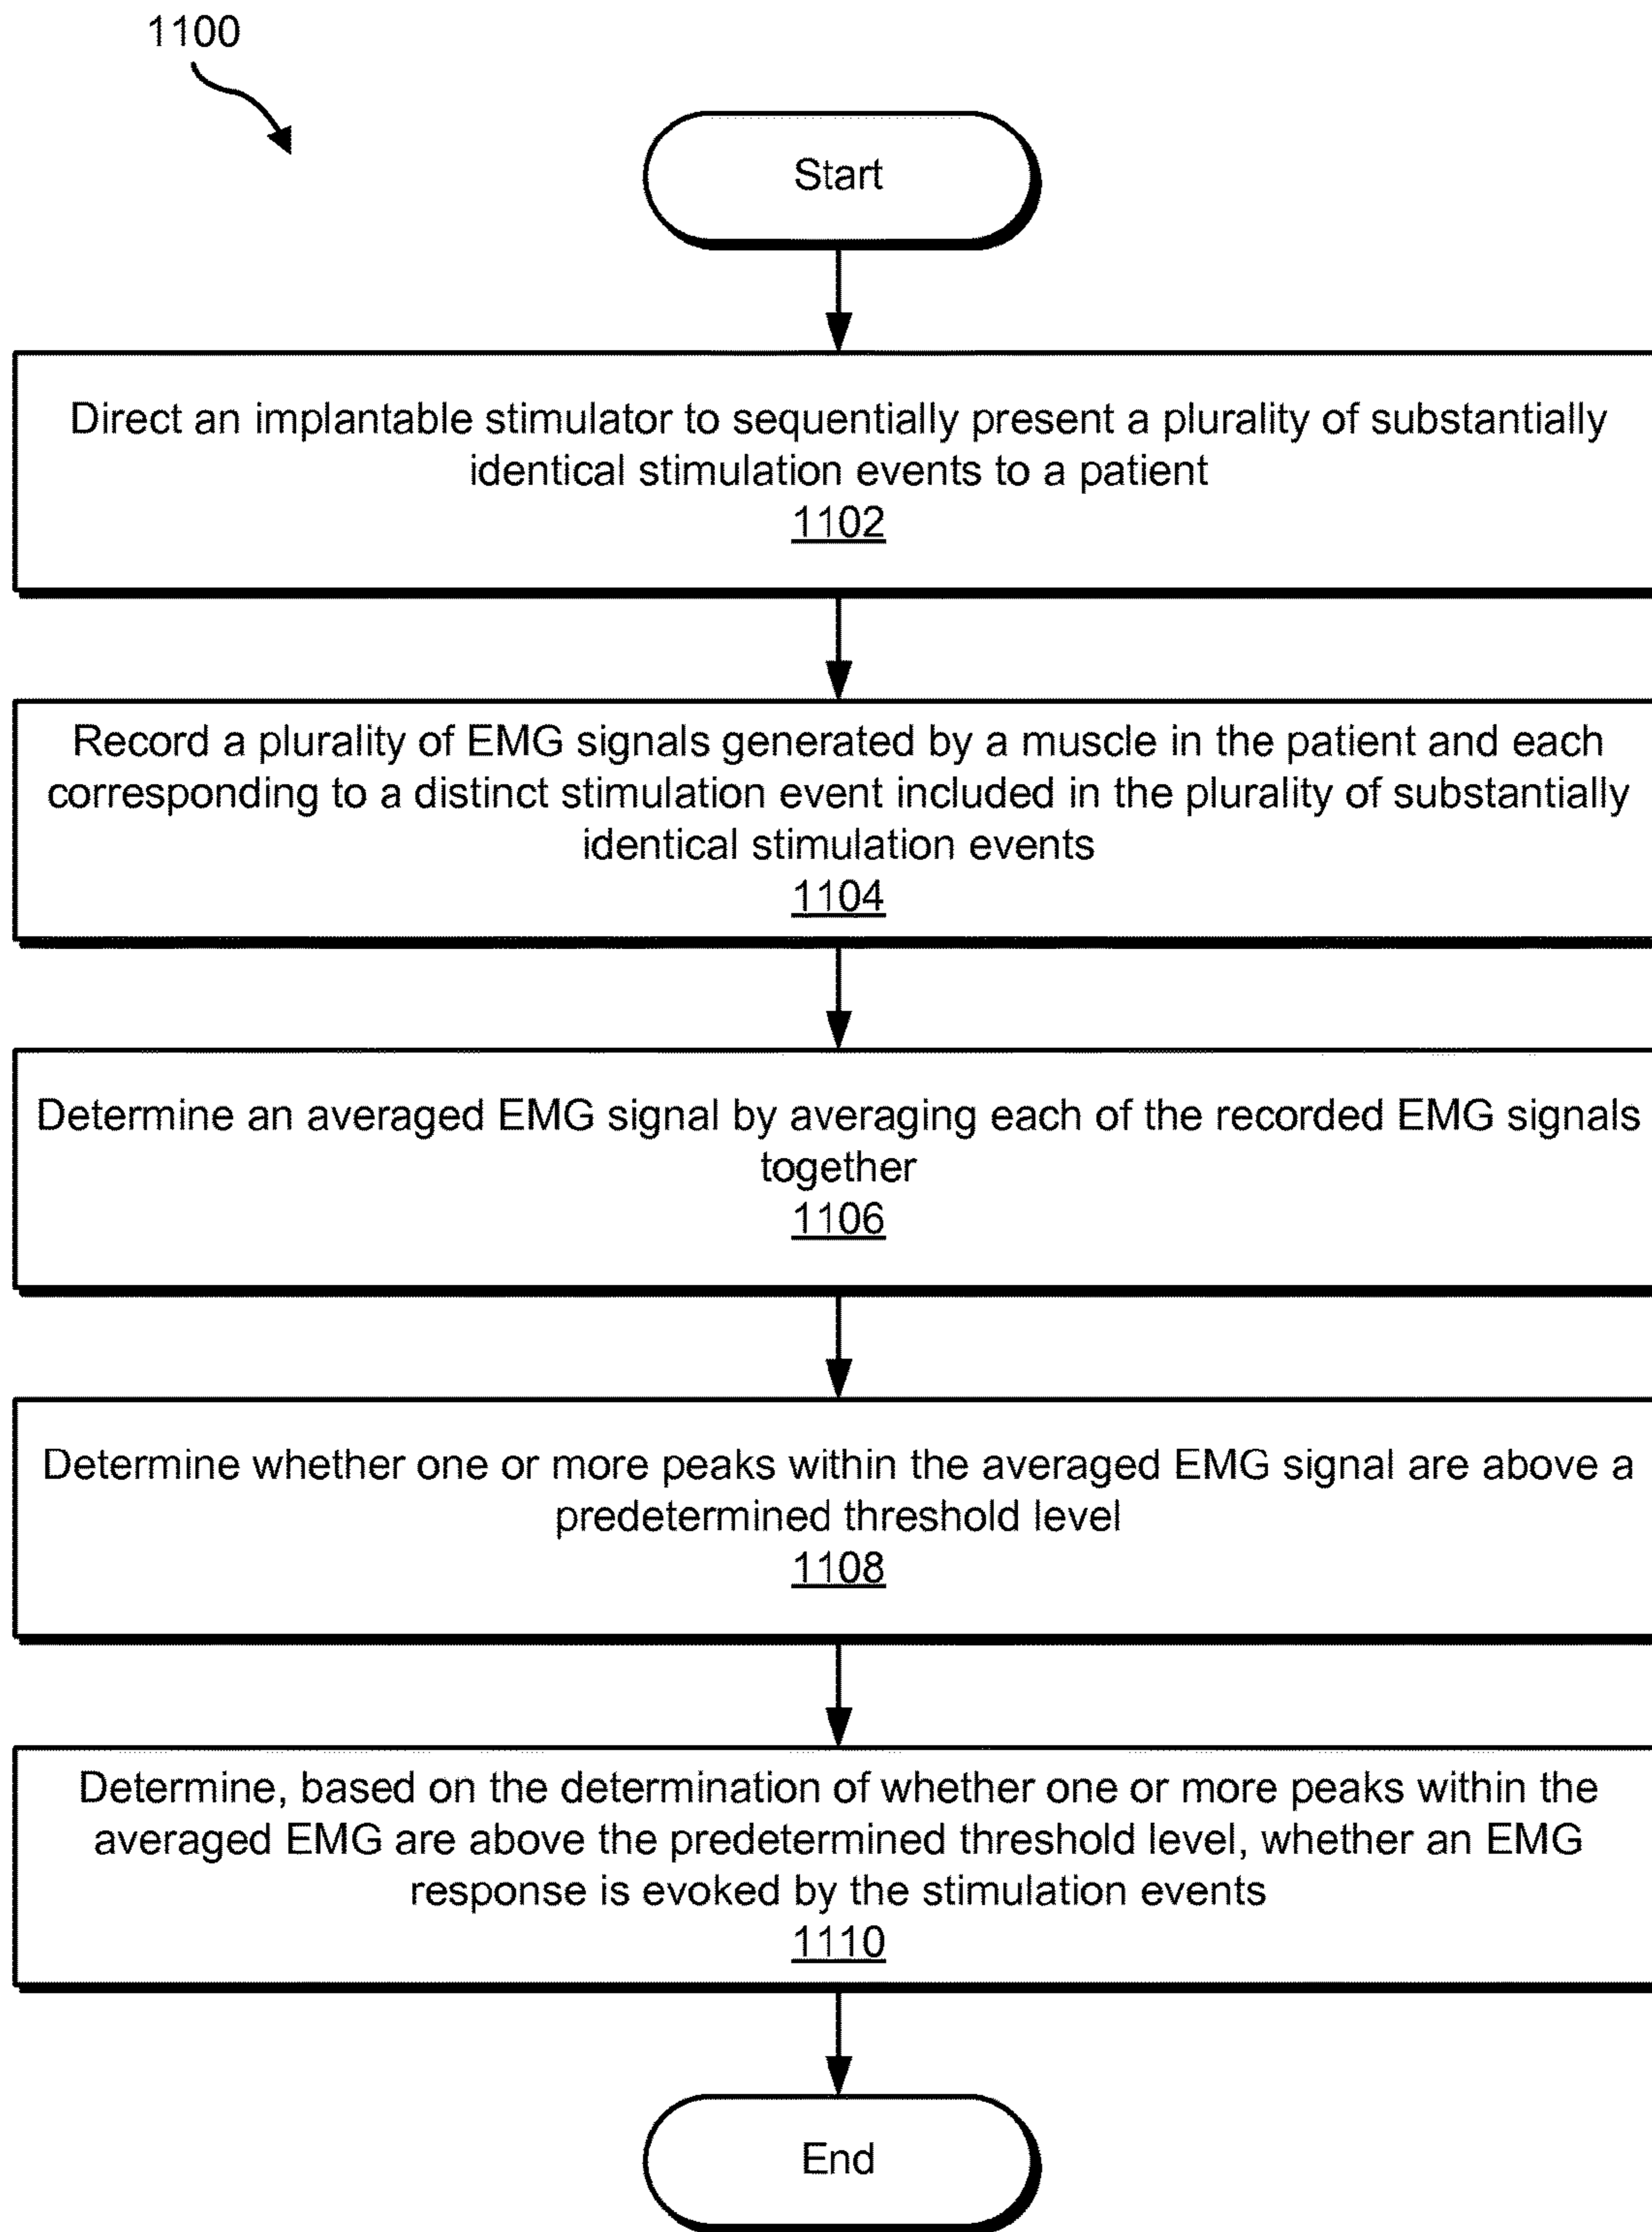 1100
Start
Direct an implantable stimulator to sequentially present a plurality of substantially
identical stimulation events to a patient
1102
Record a plurality of EMG signals generated by a muscle in the patient and each
corresponding to a distinct stimulation event included in the plurality of substantially
identical stimulation events
1104
Determine an averaged EMG signal by averaging each of the recorded EMG signals
together
1106
Determine whether one or more peaks within the averaged EMG signal are above a
predetermined threshold level
1108
Determine, based on the determination of whether one or more peaks within the
averaged EMG are above the predetermined threshold level, whether an EMG
response is evoked by the stimulation events
1110
End